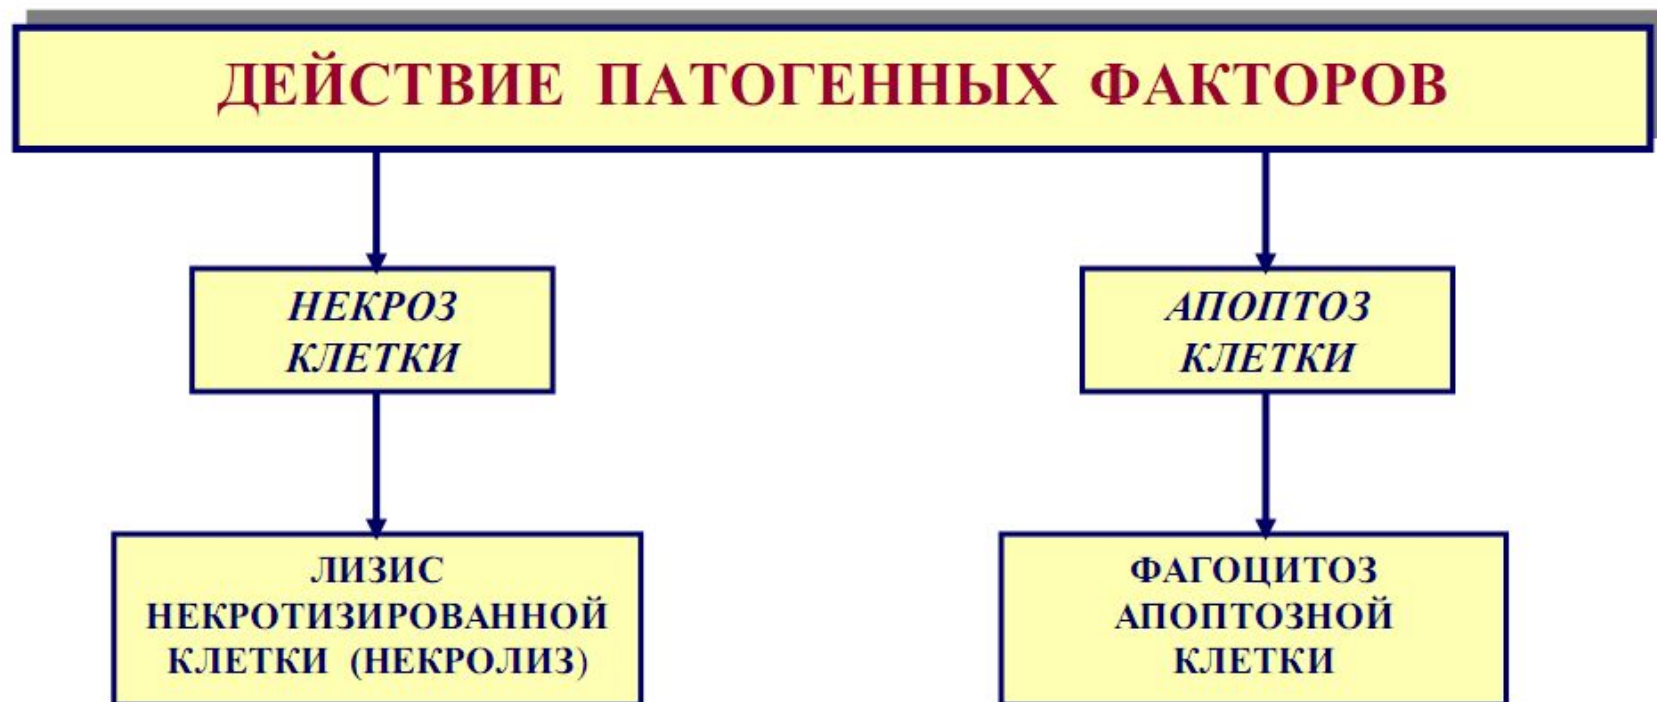 ДЕЙСТВИЕ ПАТОГЕННЫХ ФАКТОРОВ
НЕКРОЗ
КЛЕТКИ
АПОПТОЗ
КЛЕТКИ
ЛИЗИС
НЕКРОТИЗИРОВАННОЙ
КЛЕТКИ (НЕКРОЛИЗ)
ФАГОЦИТОЗ
АПОПТОЗНОЙ
КЛЕТКИ